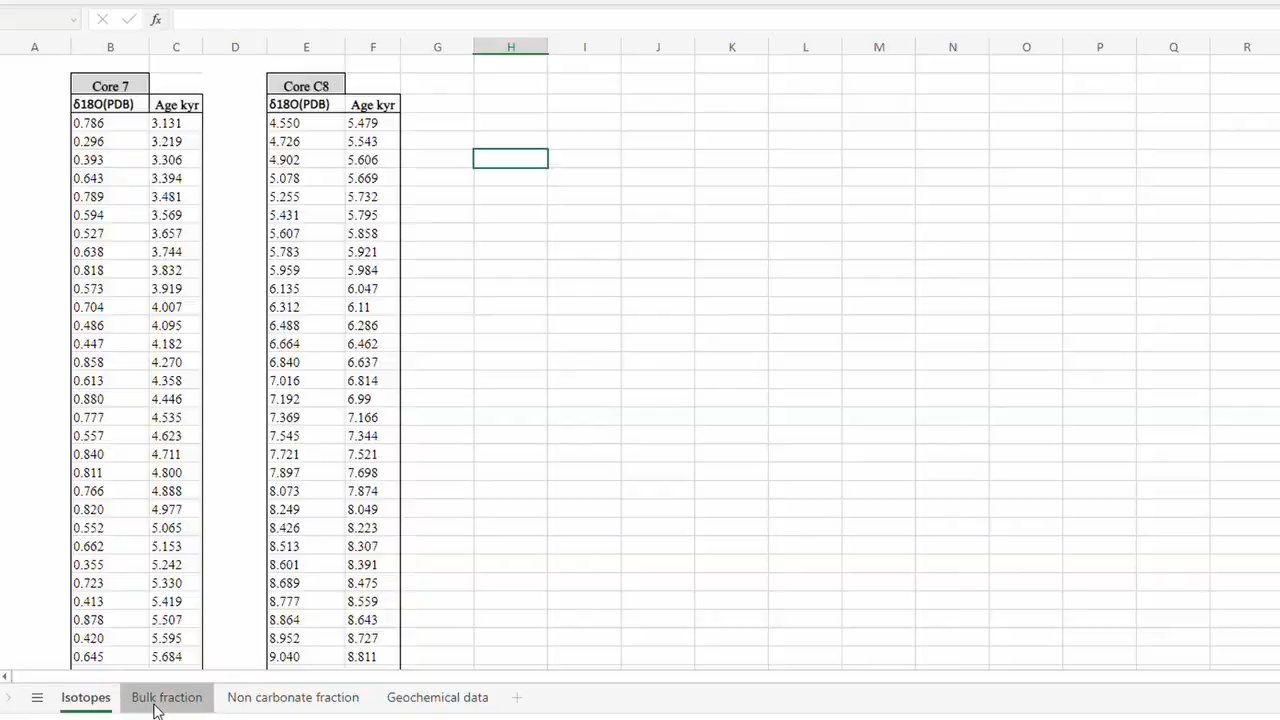 fx
A B C D E F G H I J K L M N O P Q R
Core 7 Core C8
δ18O(PDB) Age kyr δ18O(PDB) Age kyr
0.786 3.131 4.550 5.479
0.296 3.219 4.726 5.543
0.393 3.306 4.902 5.606
0.643 3.394 5.078 5.669
0.789 3.481 5.255 5.732
0.594 3.569 5.431 5.795
0.527 3.657 5.607 5.858
0.638 3.744 5.783 5.921
0.818 3.832 5.959 5.984
0.573 3.919 6.135 6.047
0.704 4.007 6.312 6.11
0.486 4.095 6.488 6.286
0.447 4.182 6.664 6.462
0.858 4.270 6.840 6.637
0.613 4.358 7.016 6.814
0.880 4.446 7.192 6.99
0.777 4.535 7.369 7.166
0.557 4.623 7.545 7.344
0.840 4.711 7.721 7.521
0.811 4.800 7.897 7.698
0.766 4.888 8.073 7.874
0.820 4.977 8.249 8.049
0.552 5.065 8.426 8.223
0.662 5.153 8.513 8.307
0.355 5.242 8.601 8.391
0.723 5.330 8.689 8.475
0.413 5.419 8.777 8.559
0.878 5.507 8.864 8.643
0.420 5.595 8.952 8.727
0.645 5.684 9.040 8.811
Isotopes Bulk fraction Non carbonate fraction Geochemical data